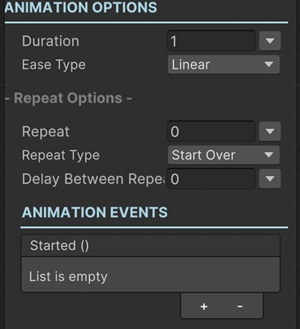 ANIMATION OPTIONS
Duration 1
Ease Type Linear
- Repeat Options -
Repeat 0
Repeat Type Start Over
Delay Between Repe 0
ANIMATION EVENTS
Started ()
List is empty
+ -